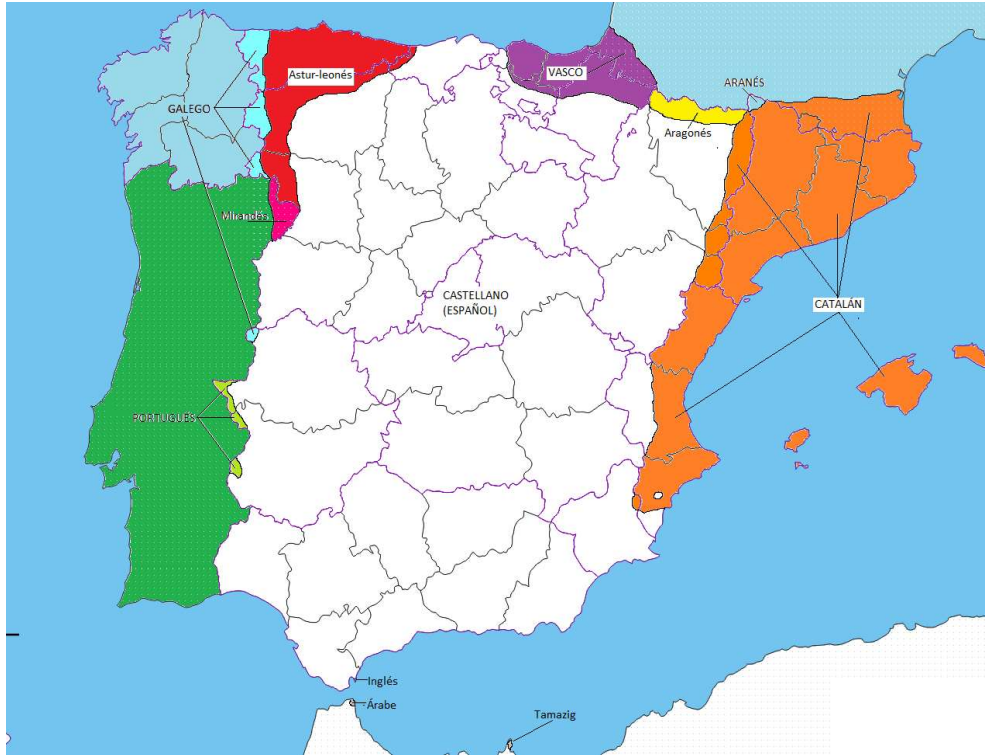 Astur-leonés
VASCO
ARANÉS
GALEGO
Aragonés
Mirandés
CASTELLANO
(ESPAÑOL)
CATALÁN
PORTUGUÉS
Inglés
Árabe
Tamazig